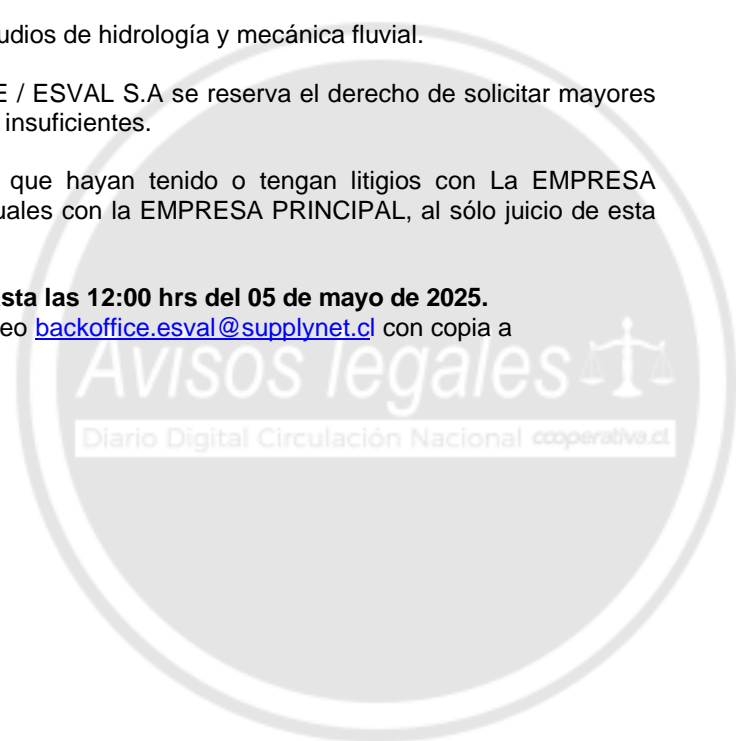 udios de hidrología y mecánica fluvial.
E / ESVAL S.A se reserva el derecho de solicitar mayores
insuficientes.
que hayan tenido o tengan litigios con La EMPRESA
uales con la EMPRESA PRINCIPAL, al sólo juicio de esta
sta las 12:00 hrs del 05 de mayo de 2025.
eo backoffice.esval@supplynet.cl con copia a
Avisos legales
Diario Digital Circulación Nacional cooperativa.cl